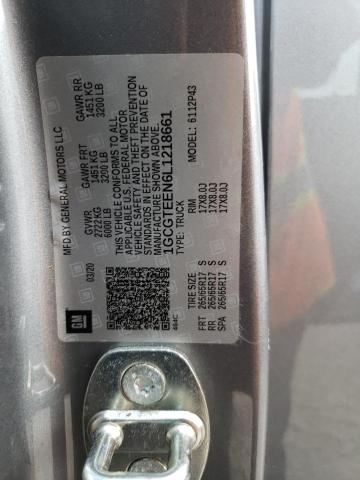 MFD BY GENERAL MOTORS LLC
03/20
GVWR
2722 KG
6000 LB
GAWR FRT
1451 KG
3200 LB
GAWR RR
1451 KG
3200 LB
THIS VEHICLE CONFORMS TO ALL
APPLICABLE U.S. FEDERAL MOTOR
VEHICLE SAFETY AND THEFT PREVENTION
STANDARDS IN EFFECT ON THE DATE OF
MANUFACTURE SHOWN ABOVE.
1GCGTEEN6L1218661
TYPE: TRUCK
MODEL: 6112P43
TIRE SIZE RIM
FRT 265/65R17 S 17X8.0J
RR 265/65R17 S 17X8.0J
SPA 265/65R17 S 17X8.0J
GM